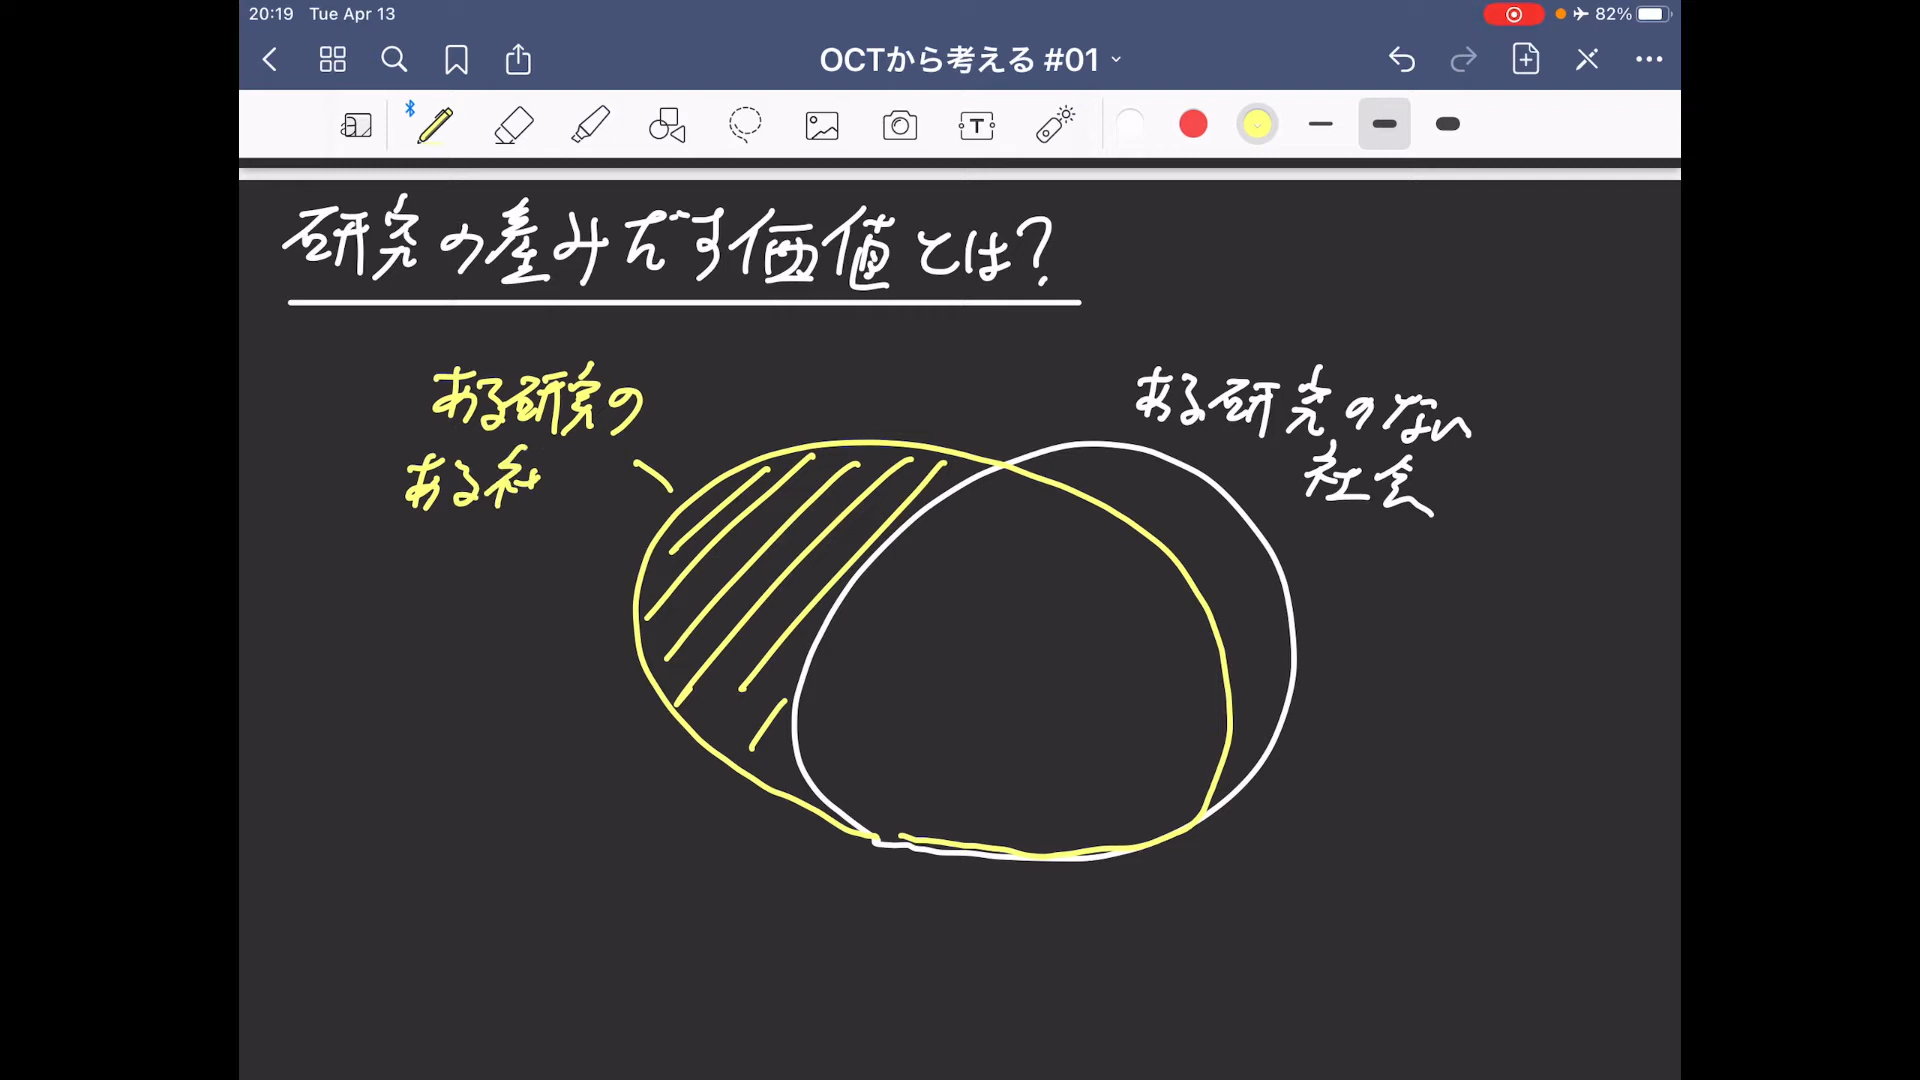 20:19 Tue Apr 13
82%
OCTから考える #01
研究の産みだす価値とは?
ある研究の
ある社
ある研究のない
社会